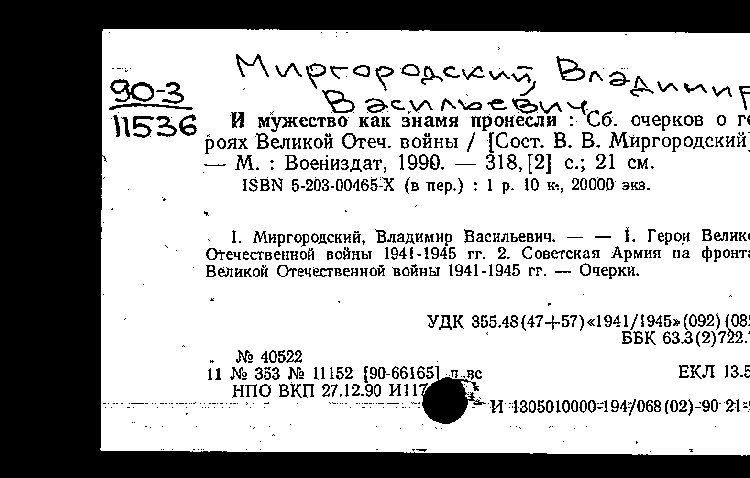 Миргородский, Владимир
Васильевич
90-3
11536
И мужество как знамя пронесли : Сб. очерков о ге
роях Великой Отеч. войны / [Сост. В. В. Миргородский]
— М. : Воениздат, 1990. — 318, [2] с.; 21 см.
ISBN 5-203-00465-X (в пер.) : 1 р. 10 к., 20000 экз.
1. Миргородский, Владимир Васильевич. — — 1. Герои Велико
Отечественной войны 1941-1945 гг. 2. Советская Армия на фронта
Великой Отечественной войны 1941-1945 гг. — Очерки.
УДК 355.48(47+57)«1941/1945»(092)(08
ББК 63.3(2)722.
№ 40522
11 № 353 № 11152 [90-66165] п вс
ЕКЛ 13.5
НПО ВКП 27.12.90 И117
И 1305010000-194/068(02)-90 21-